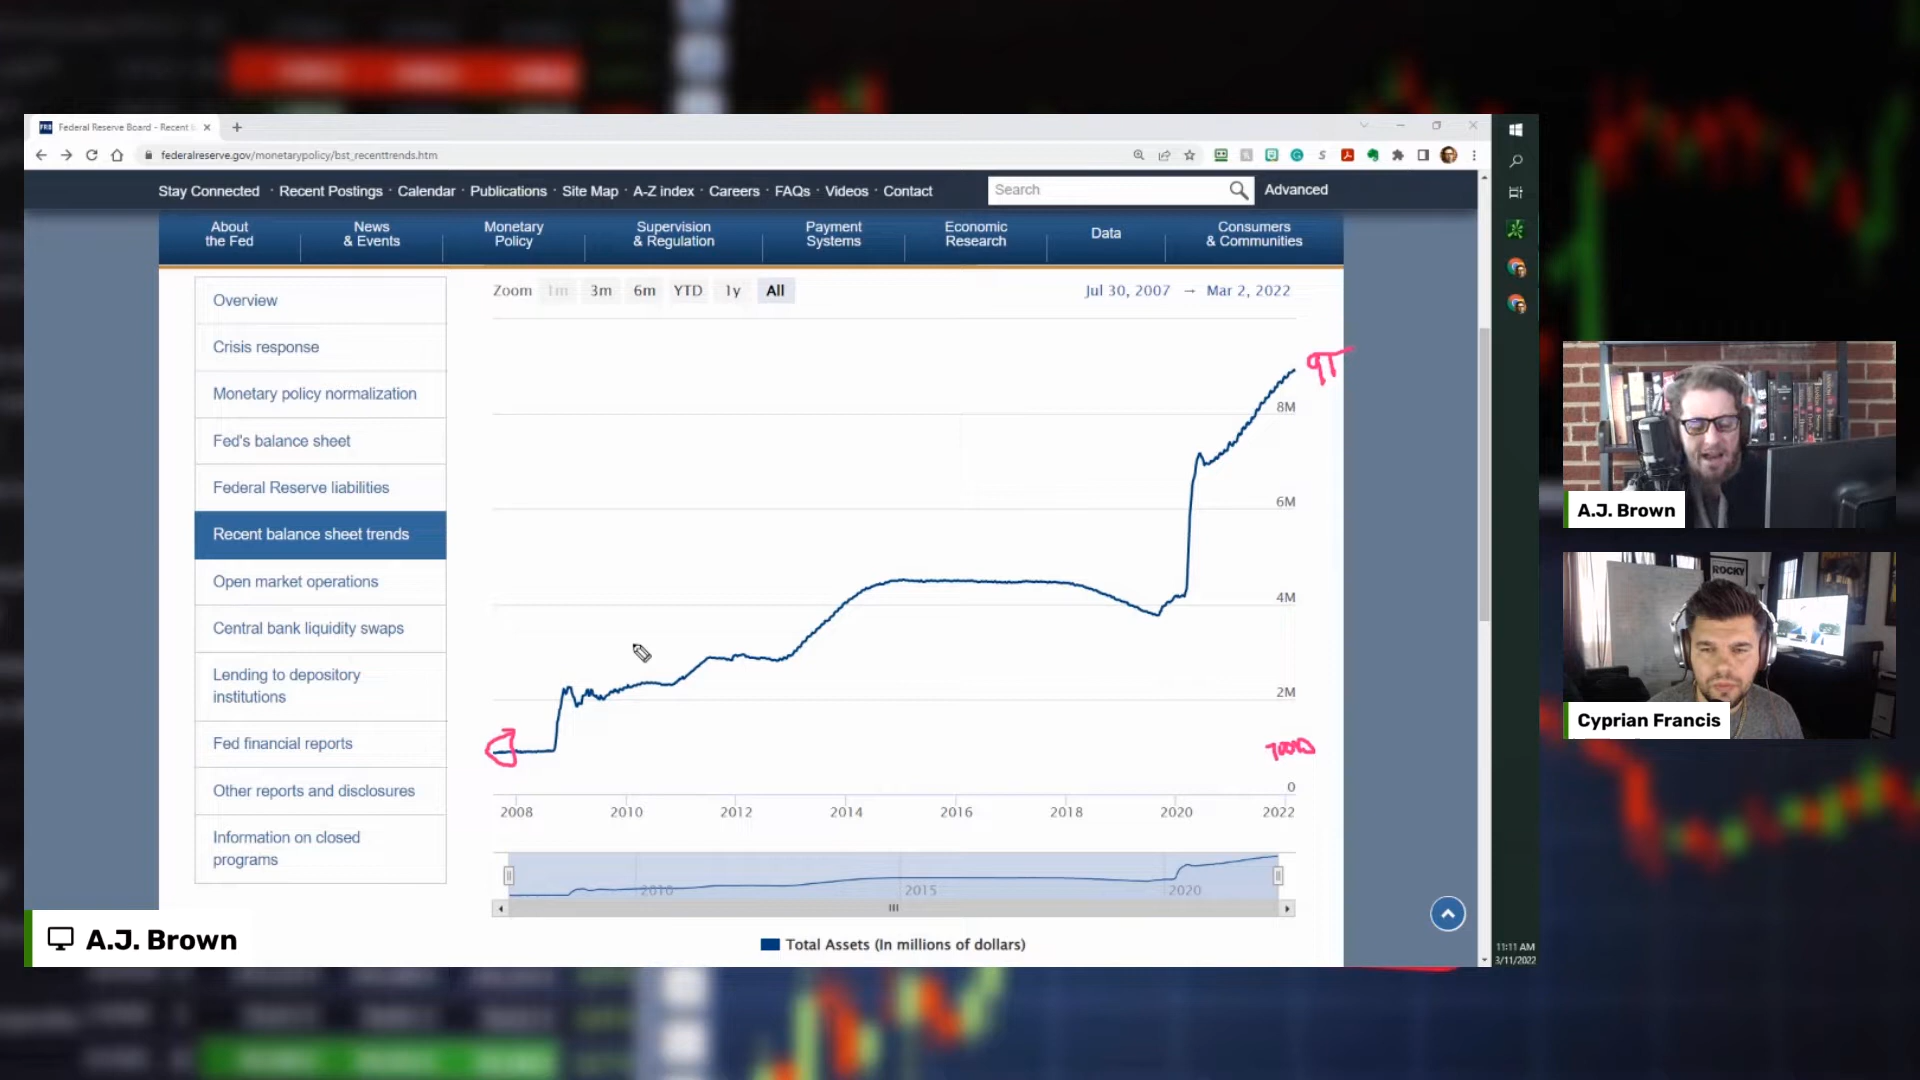 Federal Reserve Board - Recent
federalreserve.gov/monetarypolicy/bst_recenttrends.htm
Stay Connected · Recent Postings · Calendar · Publications · Site Map · A-Z index · Careers · FAQs · Videos · Contact
Search
Advanced
About
the Fed
News
& Events
Monetary
Policy
Supervision
& Regulation
Payment
Systems
Economic
Research
Data
Consumers
& Communities
Overview
Crisis response
Monetary policy normalization
Fed's balance sheet
Federal Reserve liabilities
Recent balance sheet trends
Open market operations
Central bank liquidity swaps
Lending to depository
institutions
Fed financial reports
Other reports and disclosures
Information on closed
programs
Zoom 1m 3m 6m YTD 1y All
Jul 30, 2007 → Mar 2, 2022
9T
8M
6M
4M
2M
0
2008 2010 2012 2014 2016 2018 2020 2022
2010 2015 2020
Total Assets (In millions of dollars)
11:11 AM
3/11/2022
A.J. Brown
A.J. Brown
ROCKY
Cyprian Francis